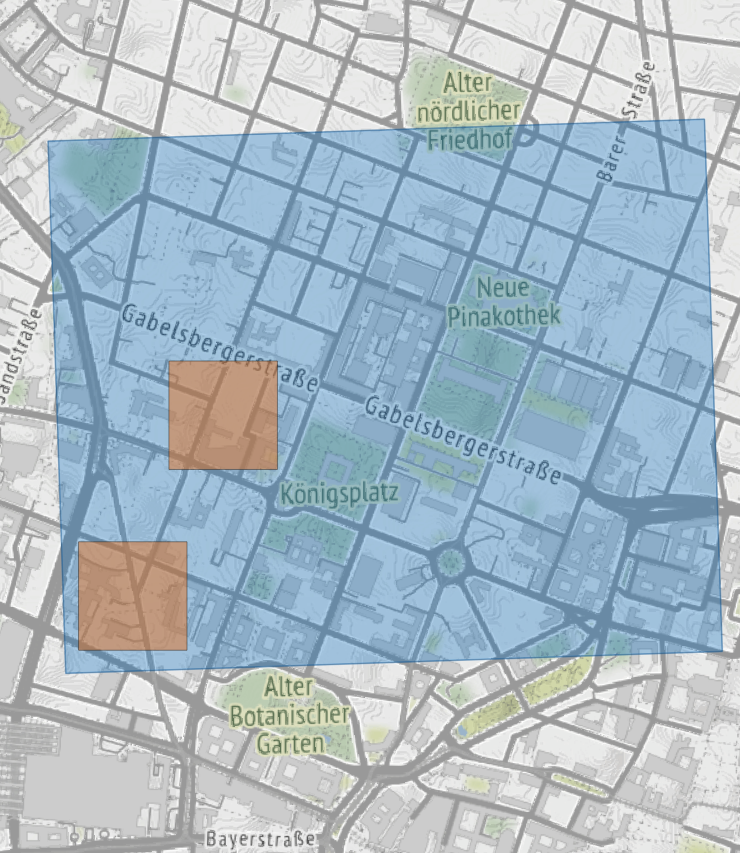 Alter
nördlicher
Friedhof
Barer Straße
Neue
Pinakothek
Gabelsbergerstraße
Sandstraße
Gabelsbergerstraße
Königsplatz
Alter
Botanischer
Garten
Bayerstraße